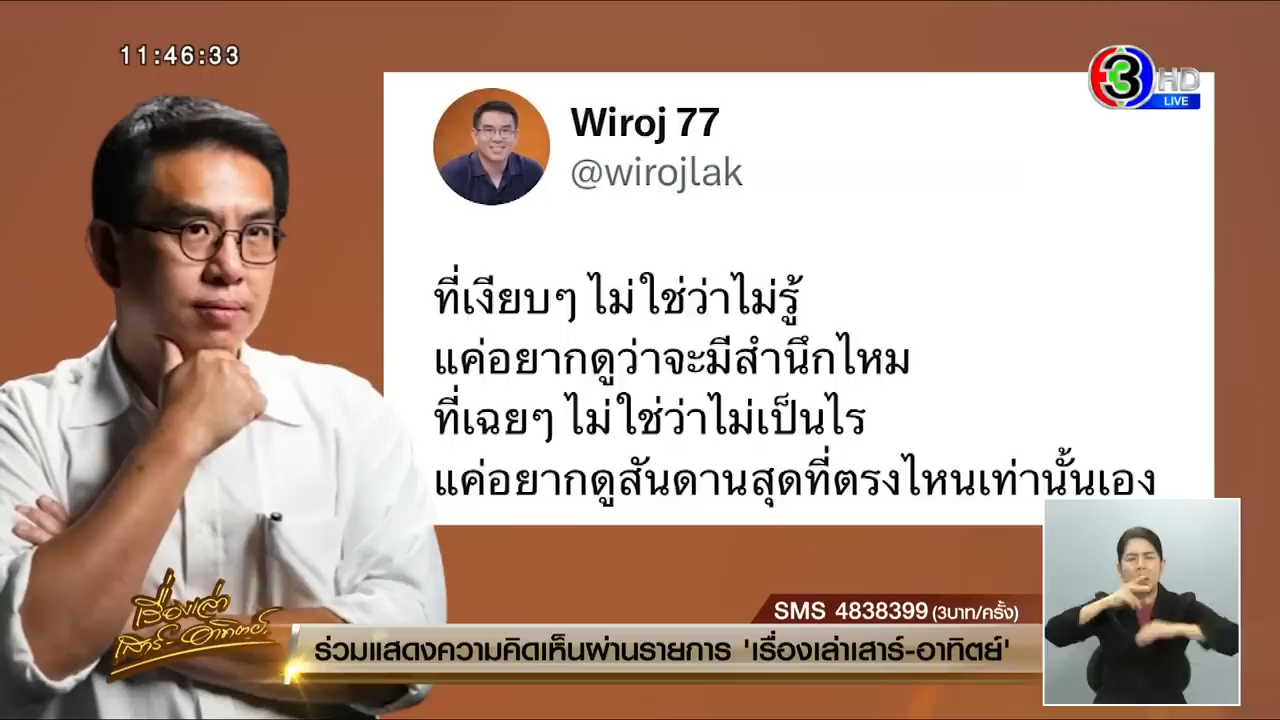 11:46:33
3 HD
LIVE
Wiroj 77
@wirojlak
ที่เงียบๆ ไม่ใช่ว่าไม่รู้
แค่อยากดูว่าจะมีสำนึกไหม
ที่เฉยๆ ไม่ใช่ว่าไม่เป็นไร
แค่อยากดูสันดานสุดที่ตรงไหนเท่านั้นเอง
SMS 4838399 (3บาท/ครั้ง)
เรื่องเล่า
เสาร์-อาทิตย์
ร่วมแสดงความคิดเห็นผ่านรายการ 'เรื่องเล่าเสาร์-อาทิตย์'